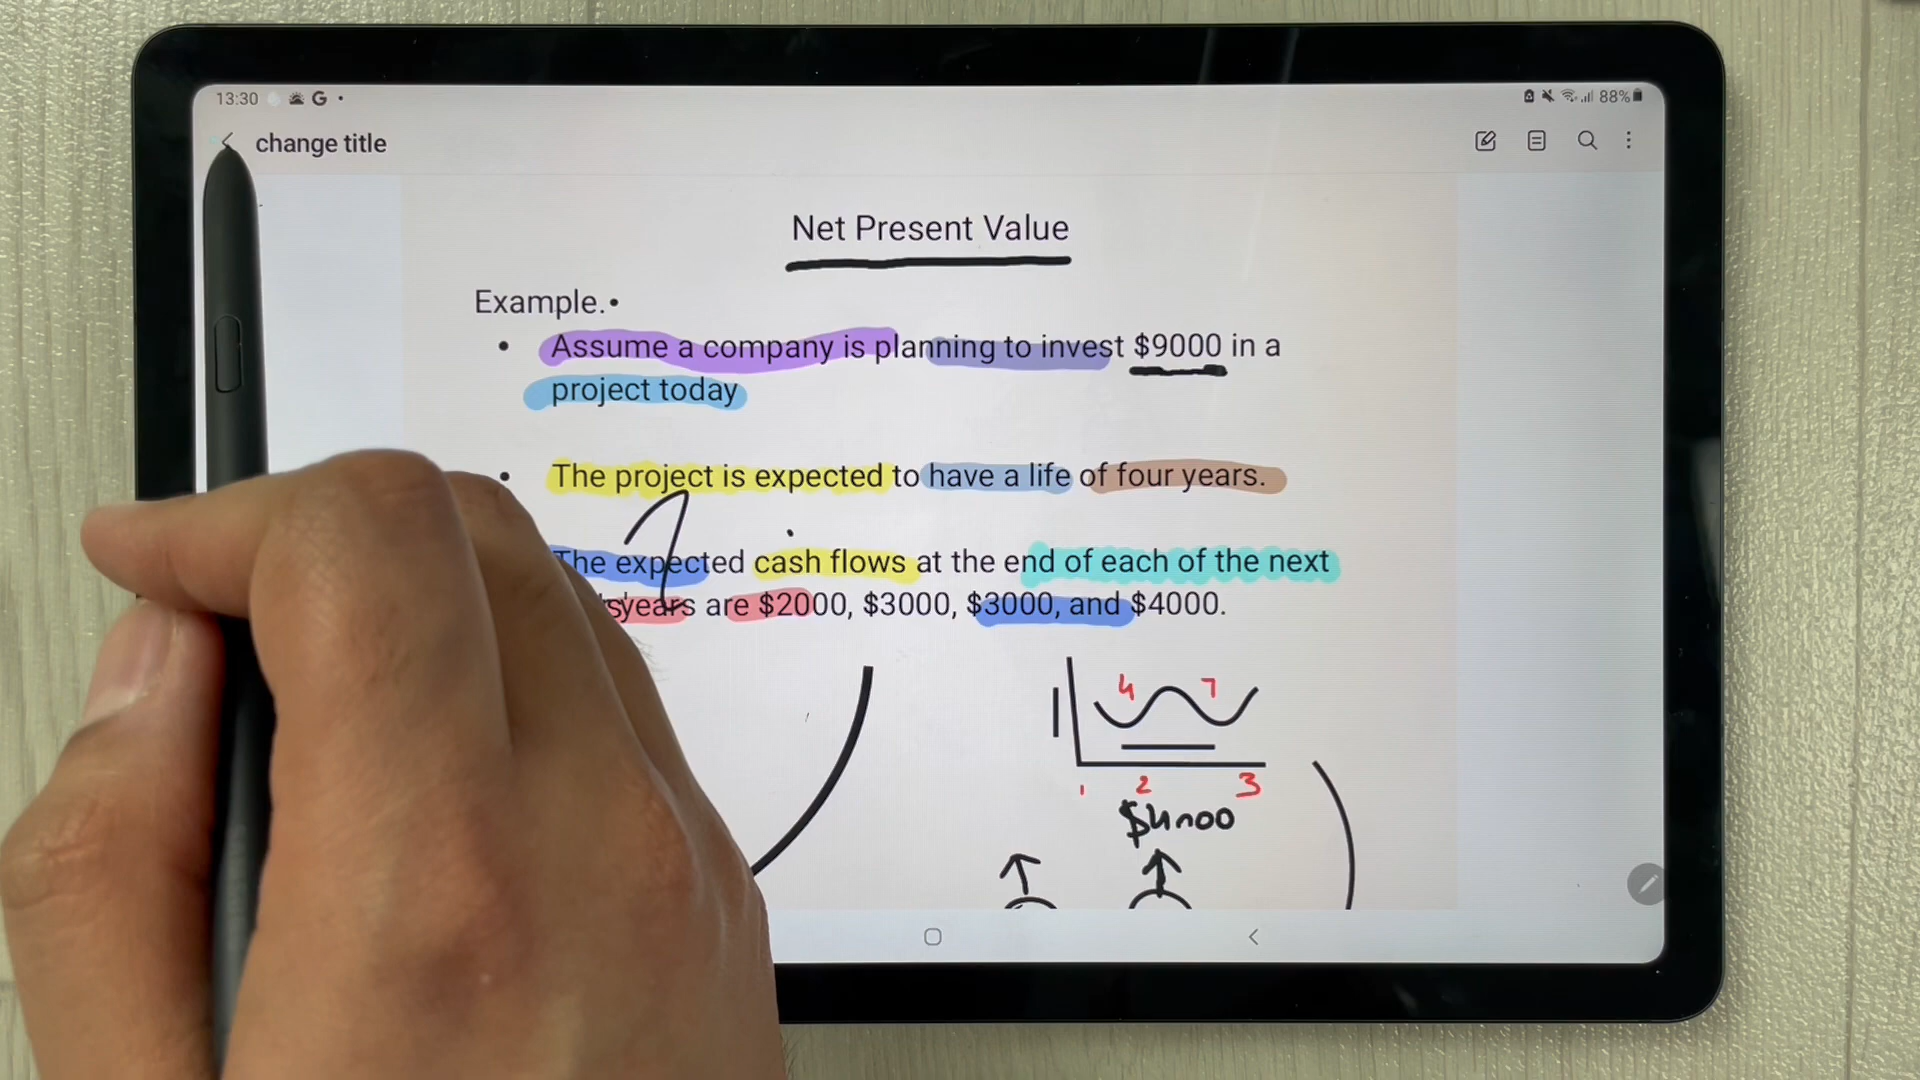 13:30 G 88%
change title
Net Present Value
Example.
• Assume a company is planning to invest $9000 in a
project today
• The project is expected to have a life of four years.
The expected cash flows at the end of each of the next
years are $2000, $3000, $3000, and $4000.
4 7
1 2 3